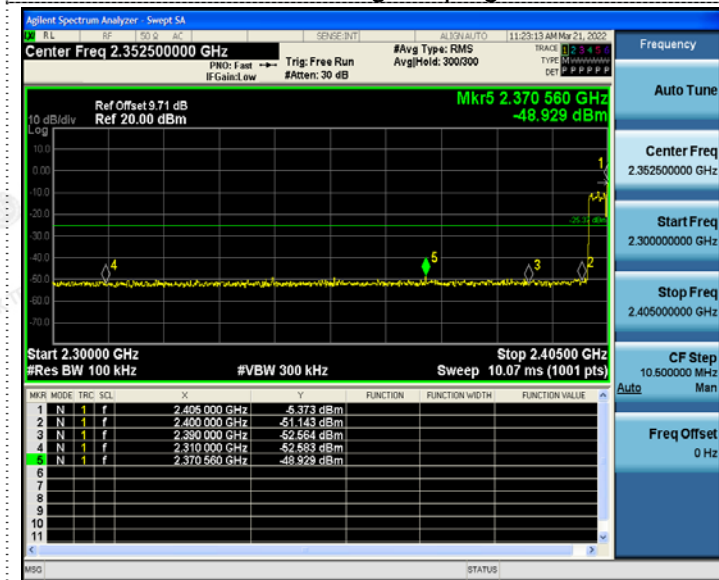 Agilent Spectrum Analyzer - Swept SA
RL RF 50 Ω AC SENSE:INT ALIGN AUTO 11:23:13 AM Mar 21, 2022
Center Freq 2.352500000 GHz
PNO: Fast
IFGain:Low
Trig: Free Run
#Atten: 30 dB
#Avg Type: RMS
Avg|Hold: 300/300
TRACE 1 2 3 4 5 6
TYPE M
DET P P P P P P
Ref Offset 9.71 dB
Ref 20.00 dBm
10 dB/div
Log
Mkr5 2.370 560 GHz
-48.929 dBm
10.0
0.00
-10.0
-20.0
-30.0
-40.0
-50.0
-60.0
-70.0
1
2
3
4
5
Start 2.30000 GHz
Stop 2.40500 GHz
#Res BW 100 kHz
#VBW 300 kHz
Sweep 10.07 ms (1001 pts)
MKR MODE TRC SCL X Y FUNCTION FUNCTION WIDTH FUNCTION VALUE
1 N 1 f 2.405 000 GHz -5.373 dBm
2 N 1 f 2.400 000 GHz -51.143 dBm
3 N 1 f 2.390 000 GHz -52.564 dBm
4 N 1 f 2.310 000 GHz -52.583 dBm
5 N 1 f 2.370 560 GHz -48.929 dBm
6
7
8
9
10
11
MSG
STATUS
Frequency
Auto Tune
Center Freq
2.352500000 GHz
Start Freq
2.300000000 GHz
Stop Freq
2.405000000 GHz
CF Step
10.500000 MHz
Auto Man
Freq Offset
0 Hz